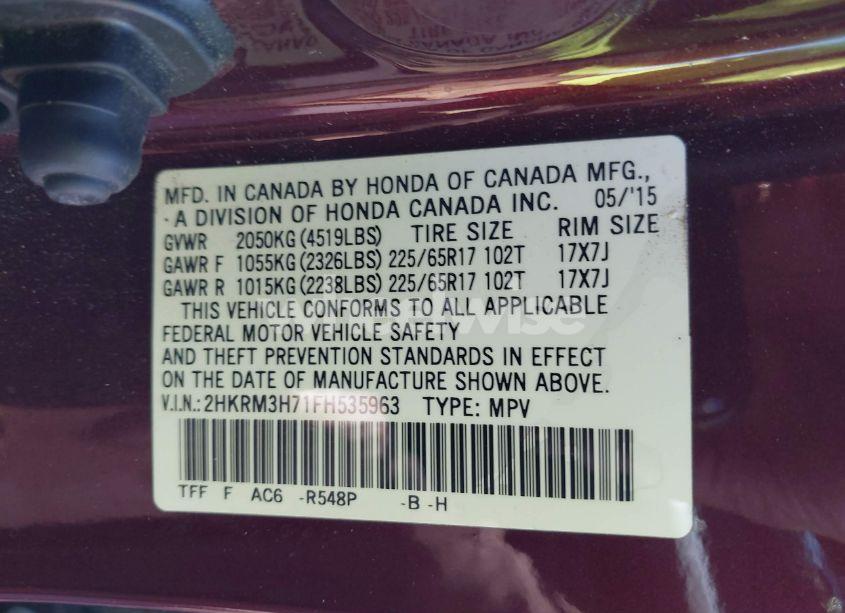 MFD. IN CANADA BY HONDA OF CANADA MFG.,
A DIVISION OF HONDA CANADA INC. 05/'15
GVWR 2050KG(4519LBS) TIRE SIZE RIM SIZE
GAWR F 1055KG(2326LBS) 225/65R17 102T 17X7J
GAWR R 1015KG(2238LBS) 225/65R17 102T 17X7J
THIS VEHICLE CONFORMS TO ALL APPLICABLE
FEDERAL MOTOR VEHICLE SAFETY
AND THEFT PREVENTION STANDARDS IN EFFECT
ON THE DATE OF MANUFACTURE SHOWN ABOVE.
V.I.N.: 2HKRM3H71FH535963 TYPE: MPV
TFF F AC6 -R548P -B -H